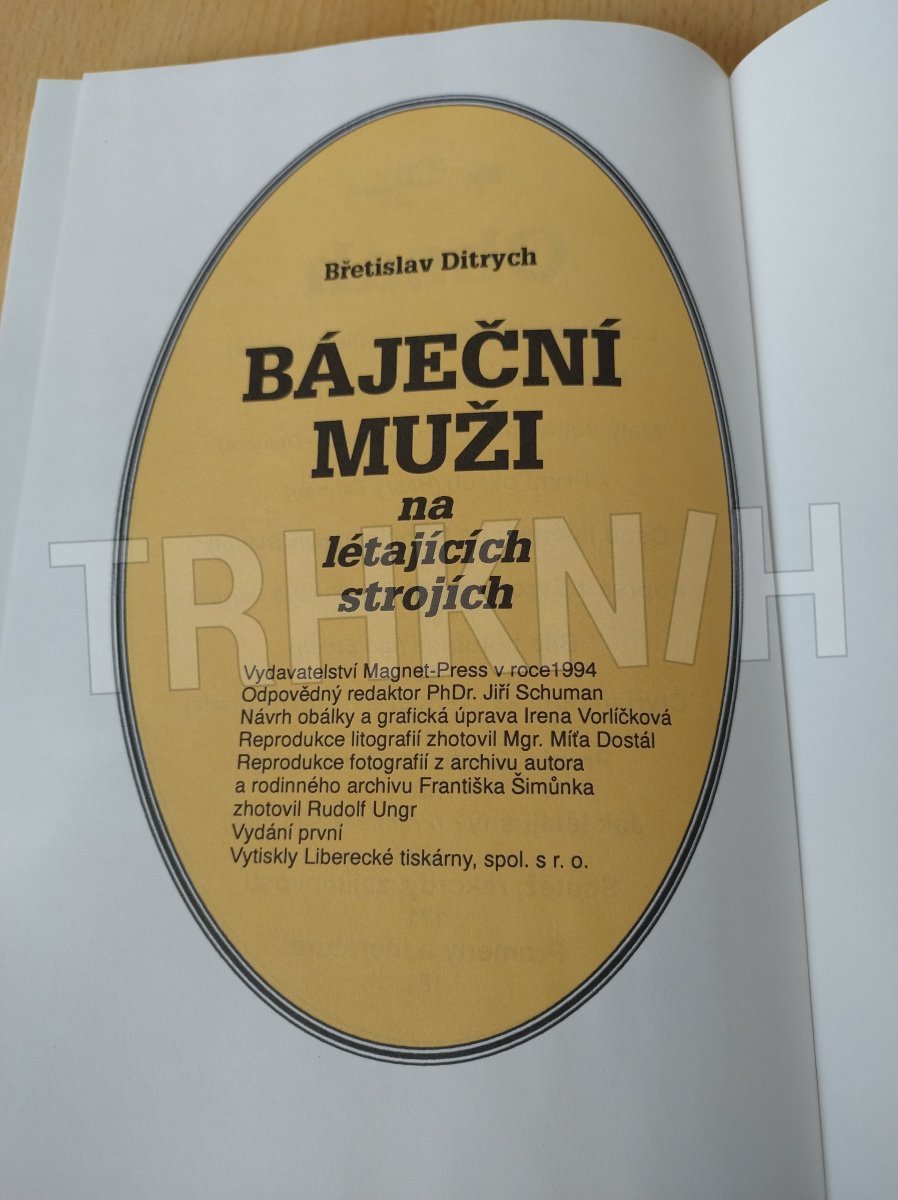 Břetislav Ditrych
BÁJEČNÍ
MUŽI
na
létajících
strojích
TRHKNIH
Vydavatelství Magnet-Press v roce1994
Odpovědný redaktor PhDr. Jiří Schuman
Návrh obálky a grafická úprava Irena Vorlíčková
Reprodukce litografií zhotovil Mgr. Míťa Dostál
Reprodukce fotografií z archivu autora
a rodinného archivu Františka Šimůnka
zhotovil Rudolf Ungr
Vydání první
Vytiskly Liberecké tiskárny, spol. s r. o.